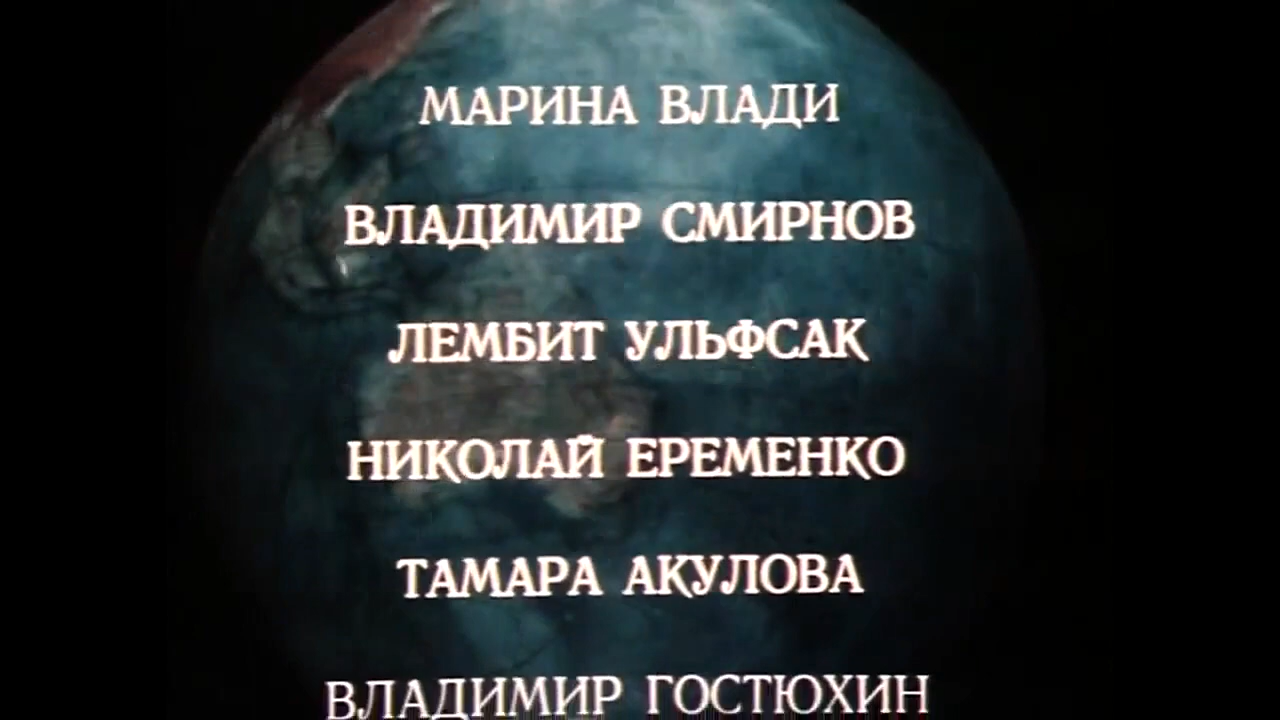 МАРИНА ВЛАДИ
ВЛАДИМИР СМИРНОВ
ЛЕМБИТ УЛЬФСАК
НИКОЛАЙ ЕРЕМЕНКО
ТАМАРА АКУЛОВА
ВЛАДИМИР ГОСТЮХИН